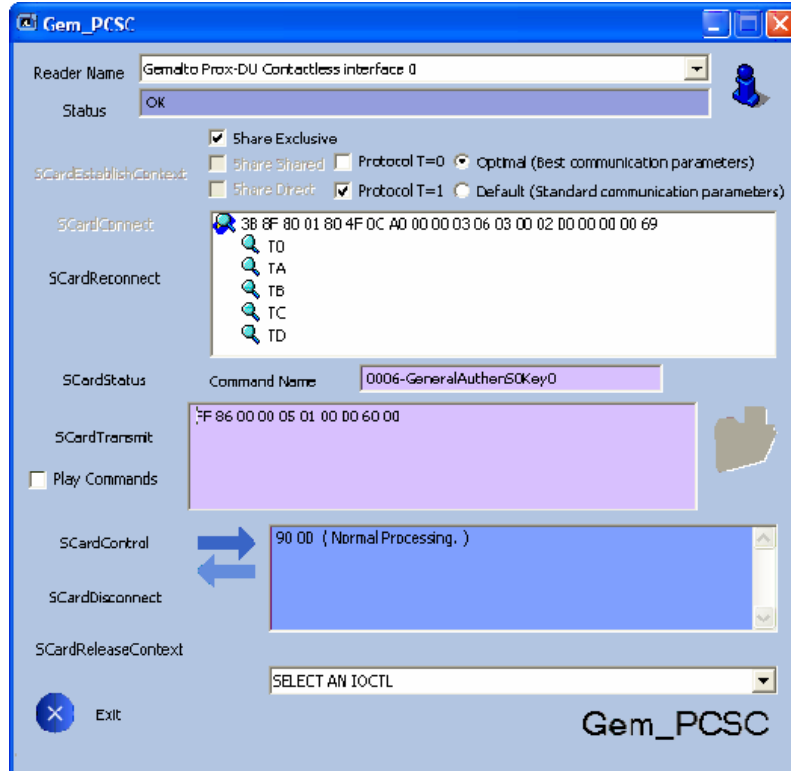 Gem_PCSC
Reader Name Gemalto Prox-DU Contactless interface 0
Status OK
Share Exclusive
SCardEstablishContext Share Shared Protocol T=0 Optimal (Best communication parameters)
Share Direct Protocol T=1 Default (Standard communication parameters)
SCardConnect 3B 8F 80 01 80 4F 0C A0 00 00 03 06 03 00 02 D0 00 00 00 69
T0
TA
SCardReconnect
TB
TC
TD
SCardStatus Command Name 0006-GeneralAuthenS0Key0
FF 86 00 00 05 01 00 D0 60 00
SCardTransmit
Play Commands
SCardControl 90 00 ( Normal Processing. )
SCardDisconnect
SCardReleaseContext
SELECT AN IOCTL
Exit
Gem_PCSC